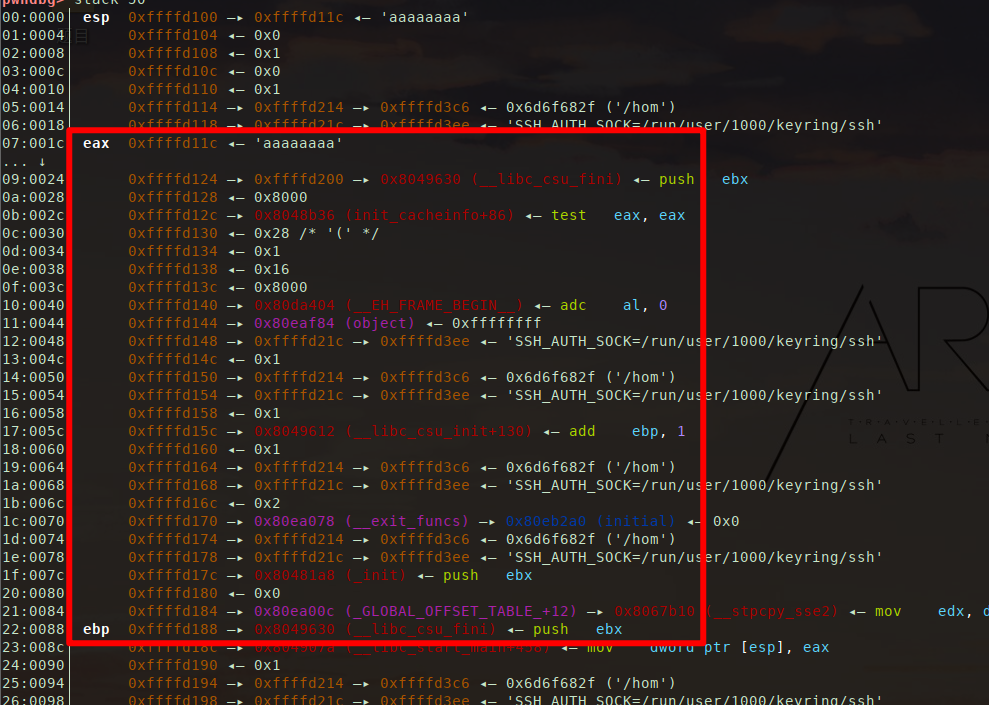 pwndbg> stack 50
00:0000│ esp  0xffffd100 —▸ 0xffffd11c ◂— 'aaaaaaaa'
01:0004│      0xffffd104 ◂— 0x0
02:0008│      0xffffd108 ◂— 0x1
03:000c│      0xffffd10c ◂— 0x0
04:0010│      0xffffd110 ◂— 0x1
05:0014│      0xffffd114 —▸ 0xffffd214 —▸ 0xffffd3c6 ◂— 0x6d6f682f ('/hom')
06:0018│      0xffffd118 —▸ 0xffffd21c —▸ 0xffffd3ee ◂— 'SSH_AUTH_SOCK=/run/user/1000/keyring/ssh'
07:001c│ eax  0xffffd11c ◂— 'aaaaaaaa'
... ↓
09:0024│      0xffffd124 —▸ 0xffffd200 —▸ 0x8049630 (__libc_csu_fini) ◂— push   ebx
0a:0028│      0xffffd128 ◂— 0x8000
0b:002c│      0xffffd12c —▸ 0x8048b36 (init_cacheinfo+86) ◂— test   eax, eax
0c:0030│      0xffffd130 ◂— 0x28 /* '(' */
0d:0034│      0xffffd134 ◂— 0x1
0e:0038│      0xffffd138 ◂— 0x16
0f:003c│      0xffffd13c ◂— 0x8000
10:0040│      0xffffd140 —▸ 0x80da404 (__EH_FRAME_BEGIN__) ◂— adc    al, 0
11:0044│      0xffffd144 —▸ 0x80eaf84 (object) ◂— 0xffffffff
12:0048│      0xffffd148 —▸ 0xffffd21c —▸ 0xffffd3ee ◂— 'SSH_AUTH_SOCK=/run/user/1000/keyring/ssh'
13:004c│      0xffffd14c ◂— 0x1
14:0050│      0xffffd150 —▸ 0xffffd214 —▸ 0xffffd3c6 ◂— 0x6d6f682f ('/hom')
15:0054│      0xffffd154 —▸ 0xffffd21c —▸ 0xffffd3ee ◂— 'SSH_AUTH_SOCK=/run/user/1000/keyring/ssh'
16:0058│      0xffffd158 ◂— 0x1
17:005c│      0xffffd15c —▸ 0x8049612 (__libc_csu_init+130) ◂— add    ebp, 1
18:0060│      0xffffd160 ◂— 0x1
19:0064│      0xffffd164 —▸ 0xffffd214 —▸ 0xffffd3c6 ◂— 0x6d6f682f ('/hom')
1a:0068│      0xffffd168 —▸ 0xffffd21c —▸ 0xffffd3ee ◂— 'SSH_AUTH_SOCK=/run/user/1000/keyring/ssh'
1b:006c│      0xffffd16c ◂— 0x2
1c:0070│      0xffffd170 —▸ 0x80ea078 (__exit_funcs) —▸ 0x80eb2a0 (initial) ◂— 0x0
1d:0074│      0xffffd174 —▸ 0xffffd214 —▸ 0xffffd3c6 ◂— 0x6d6f682f ('/hom')
1e:0078│      0xffffd178 —▸ 0xffffd21c —▸ 0xffffd3ee ◂— 'SSH_AUTH_SOCK=/run/user/1000/keyring/ssh'
1f:007c│      0xffffd17c —▸ 0x80481a8 (_init) ◂— push   ebx
20:0080│      0xffffd180 ◂— 0x0
21:0084│      0xffffd184 —▸ 0x80ea00c (_GLOBAL_OFFSET_TABLE_+12) —▸ 0x8067b10 (__stpcpy_sse2) ◂— mov    edx, d
22:0088│ ebp  0xffffd188 —▸ 0x8049630 (__libc_csu_fini) ◂— push   ebx
23:008c│      0xffffd18c —▸ 0x804907a (__libc_start_main+458) ◂— mov    dword ptr [esp], eax
24:0090│      0xffffd190 ◂— 0x1
25:0094│      0xffffd194 —▸ 0xffffd214 —▸ 0xffffd3c6 ◂— 0x6d6f682f ('/hom')
26:0098│      0xffffd198 —▸ 0xffffd21c —▸ 0xffffd3ee ◂— 'SSH_AUTH_SOCK=/run/user/1000/keyring/ssh'
AR
T·R·A·V·E·L·L·E
LAST